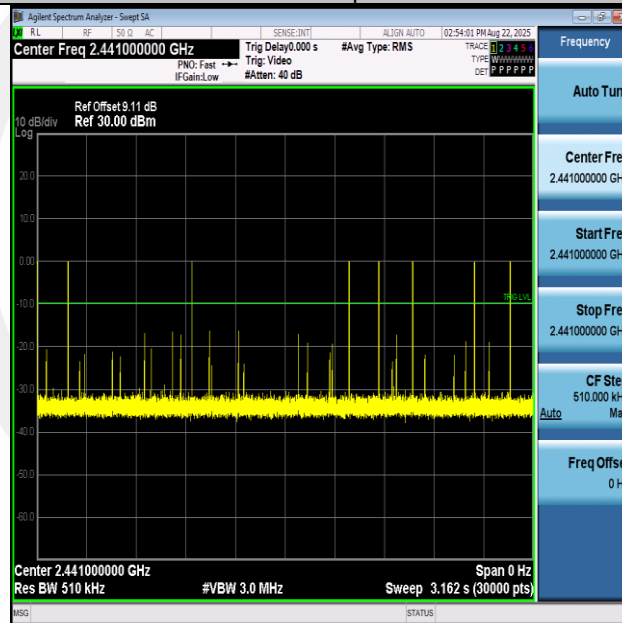 Agilent Spectrum Analyzer - Swept SA
RL RF 50 Ω AC SENSE:INT ALIGN AUTO 02:54:01 PM Aug 22, 2025
Center Freq 2.441000000 GHz
PNO: Fast
IFGain:Low
Trig Delay0.000 s
Trig: Video
#Atten: 40 dB
#Avg Type: RMS
TRACE 1 2 3 4 5 6
TYPE
DET P P P P P P
Frequency
Ref Offset 9.11 dB
10 dB/div Ref 30.00 dBm
Log
20.0
10.0
0.00
-10.0
-20.0
-30.0
-40.0
-50.0
-60.0
TRIG LVL
Center 2.441000000 GHz Span 0 Hz
Res BW 510 kHz #VBW 3.0 MHz Sweep 3.162 s (30000 pts)
Auto Tun
Center Fre
2.441000000 GH
Start Fre
2.441000000 GH
Stop Fre
2.441000000 GH
CF Ste
510.000 kH
Auto Ma
Freq Offse
0 H
MSG STATUS